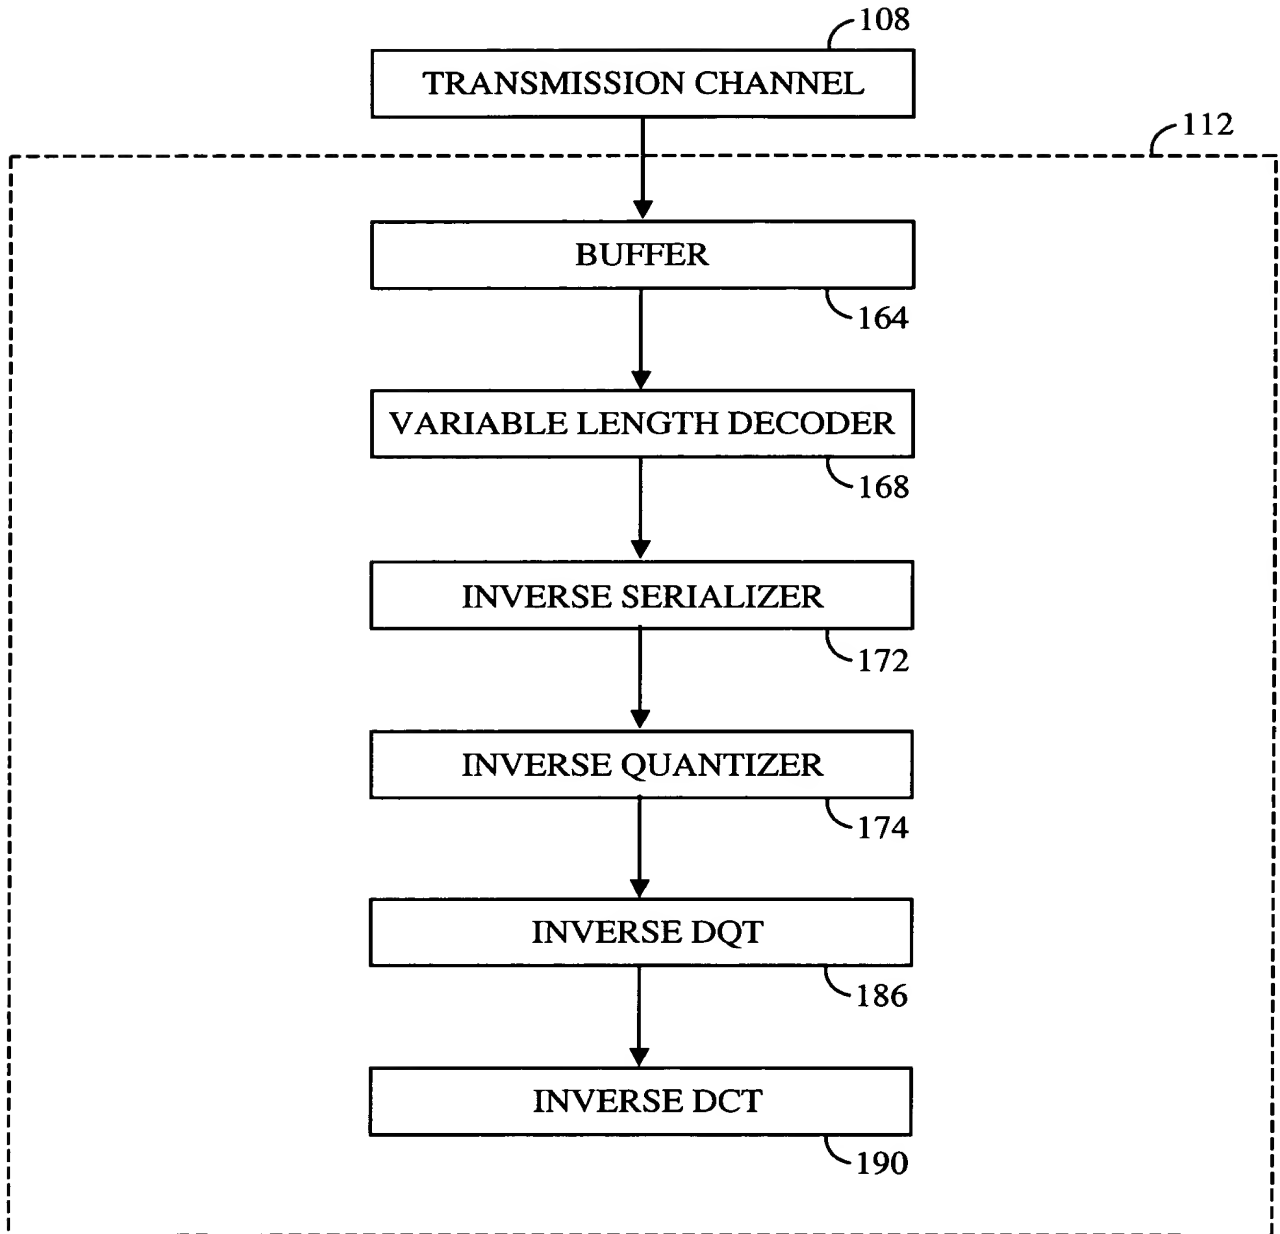 108
TRANSMISSION CHANNEL
112
BUFFER
164
VARIABLE LENGTH DECODER
168
INVERSE SERIALIZER
172
INVERSE QUANTIZER
174
INVERSE DQT
186
INVERSE DCT
190